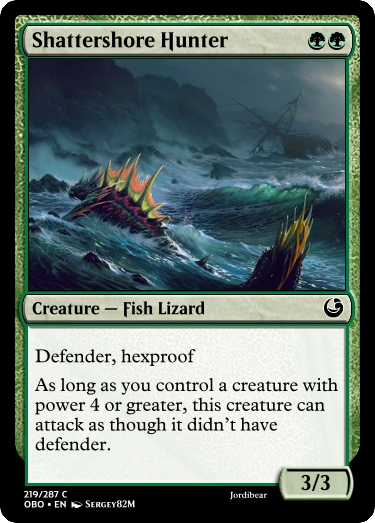 Shattershore Hunter
Creature — Fish Lizard
Defender, hexproof
As long as you control a creature with
power 4 or greater, this creature can
attack as though it didn't have
defender.
3/3
219/287 C
OBO • EN Sergey82M
Jordibear